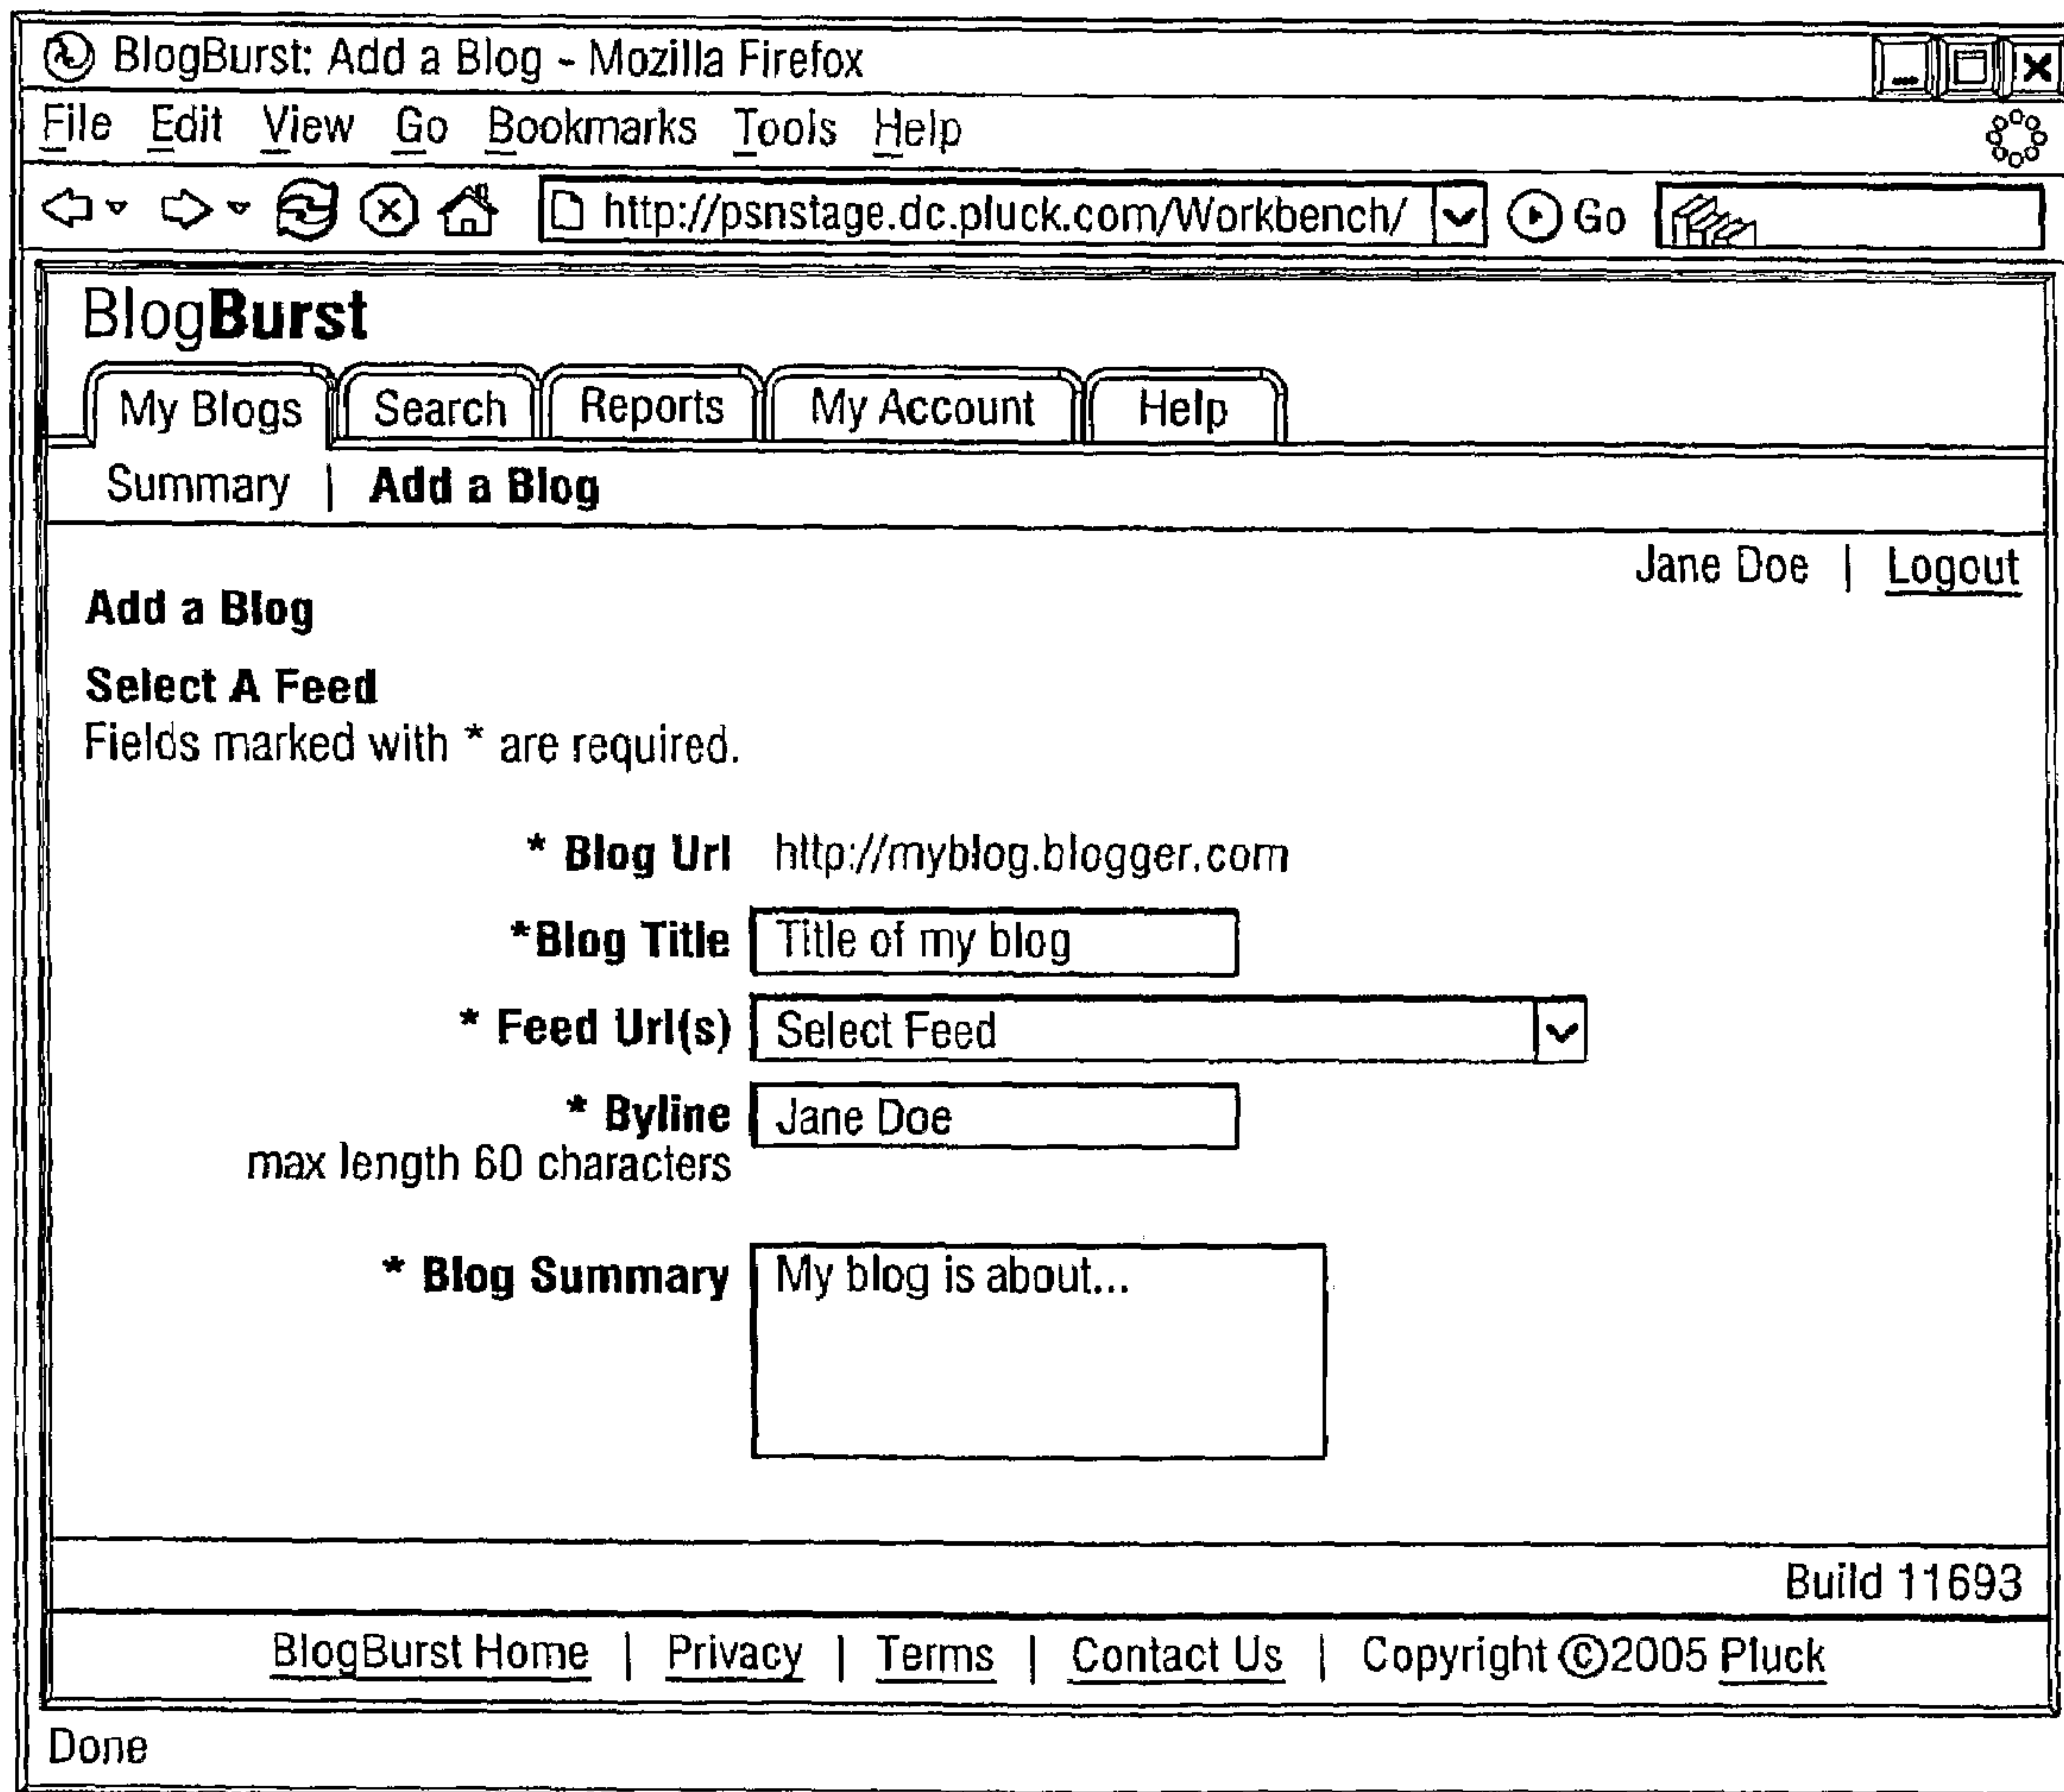 BlogBurst: Add a Blog - Mozilla Firefox
File Edit View Go Bookmarks Tools Help
http://psnstage.dc.pluck.com/Workbench/ Go
BlogBurst
My Blogs Search Reports My Account Help
Summary | Add a Blog
Jane Doe | Logout
Add a Blog
Select A Feed
Fields marked with * are required.
* Blog Url http://myblog.blogger.com
*Blog Title Title of my blog
* Feed Url(s) Select Feed
* Byline Jane Doe
max length 60 characters
* Blog Summary My blog is about...
Build 11693
BlogBurst Home | Privacy | Terms | Contact Us | Copyright ©2005 Pluck
Done